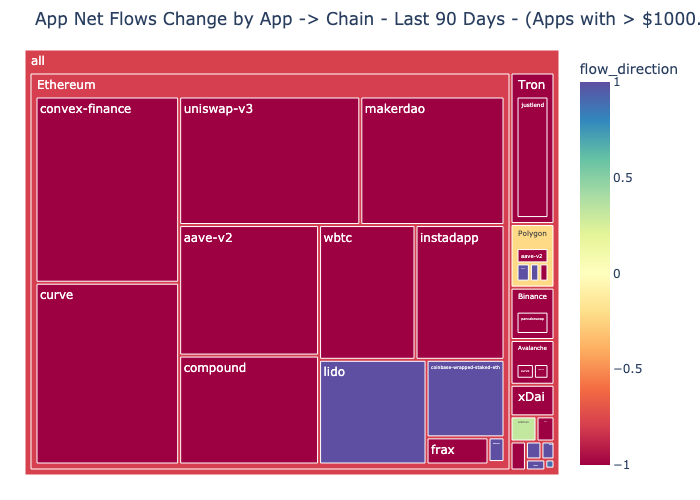 App Net Flows Change by App -> Chain - Last 90 Days - (Apps with > $1000.
all
flow_direction
Ethereum
Tron
convex-finance
uniswap-v3
makerdao
justlend
1
0.5
0
−0.5
−1
aave-v2
wbtc
instadapp
Polygon
aave-v2
curve
Binance
pancakeswap
Avalanche
compound
lido
coinbase-wrapped-staked-eth
xDai
frax